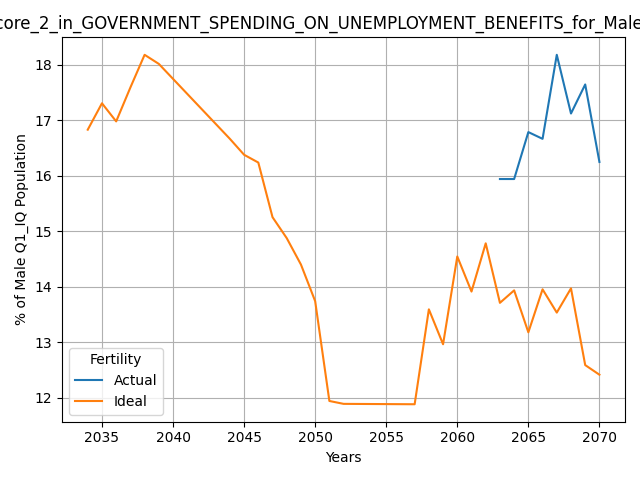 core_2_in_GOVERNMENT_SPENDING_ON_UNEMPLOYMENT_BENEFITS_for_Male
% of Male Q1_IQ Population
18
17
16
15
14
13
12
Fertility
Actual
Ideal
2035 2040 2045 2050 2055 2060 2065 2070
Years